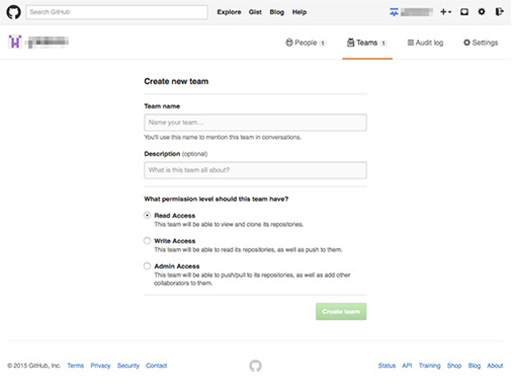 Search GitHub Explore Gist Blog Help
People 1 Teams 1 Audit log Settings
Create new team
Team name
Name your team...
You'll use this name to mention this team in conversations.
Description (optional)
What is this team all about?
What permission level should this team have?
Read Access
This team will be able to view and clone its repositories.
Write Access
This team will be able to read its repositories, as well as push to them.
Admin Access
This team will be able to push/pull to its repositories, as well as add other
collaborators to them.
Create team
© 2015 GitHub, Inc. Terms Privacy Security Contact Status API Training Shop Blog About